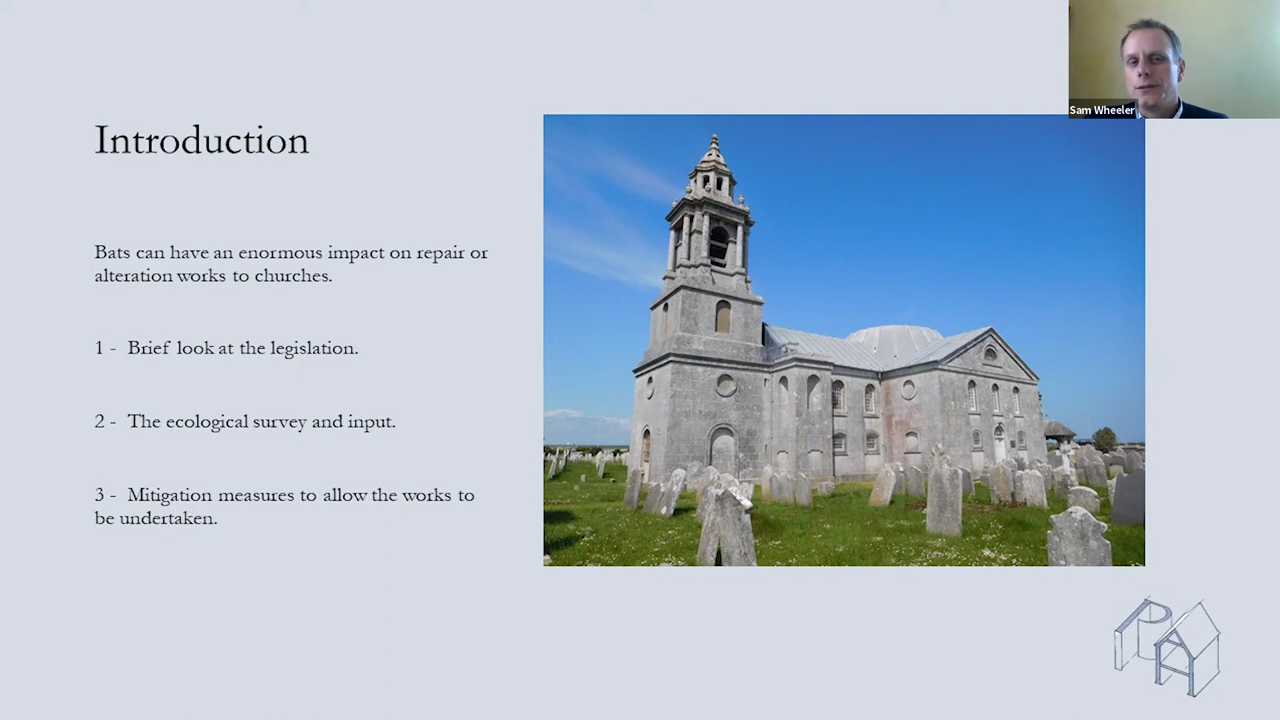 Sam Wheeler
Introduction
Bats can have an enormous impact on repair or
alteration works to churches.
1 - Brief look at the legislation.
2 - The ecological survey and input.
3 - Mitigation measures to allow the works to
be undertaken.
PA